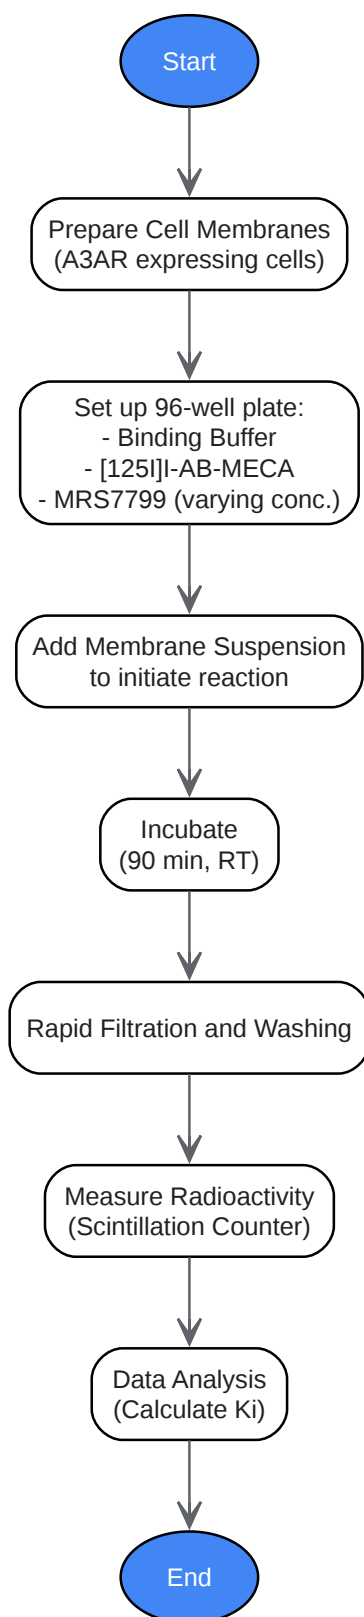 Start
Prepare Cell Membranes
(A3AR expressing cells)
Set up 96-well plate:
- Binding Buffer
- [125I]I-AB-MECA
- MRS7799 (varying conc.)
Add Membrane Suspension
to initiate reaction
Incubate
(90 min, RT)
Rapid Filtration and Washing
Measure Radioactivity
(Scintillation Counter)
Data Analysis
(Calculate Ki)
End